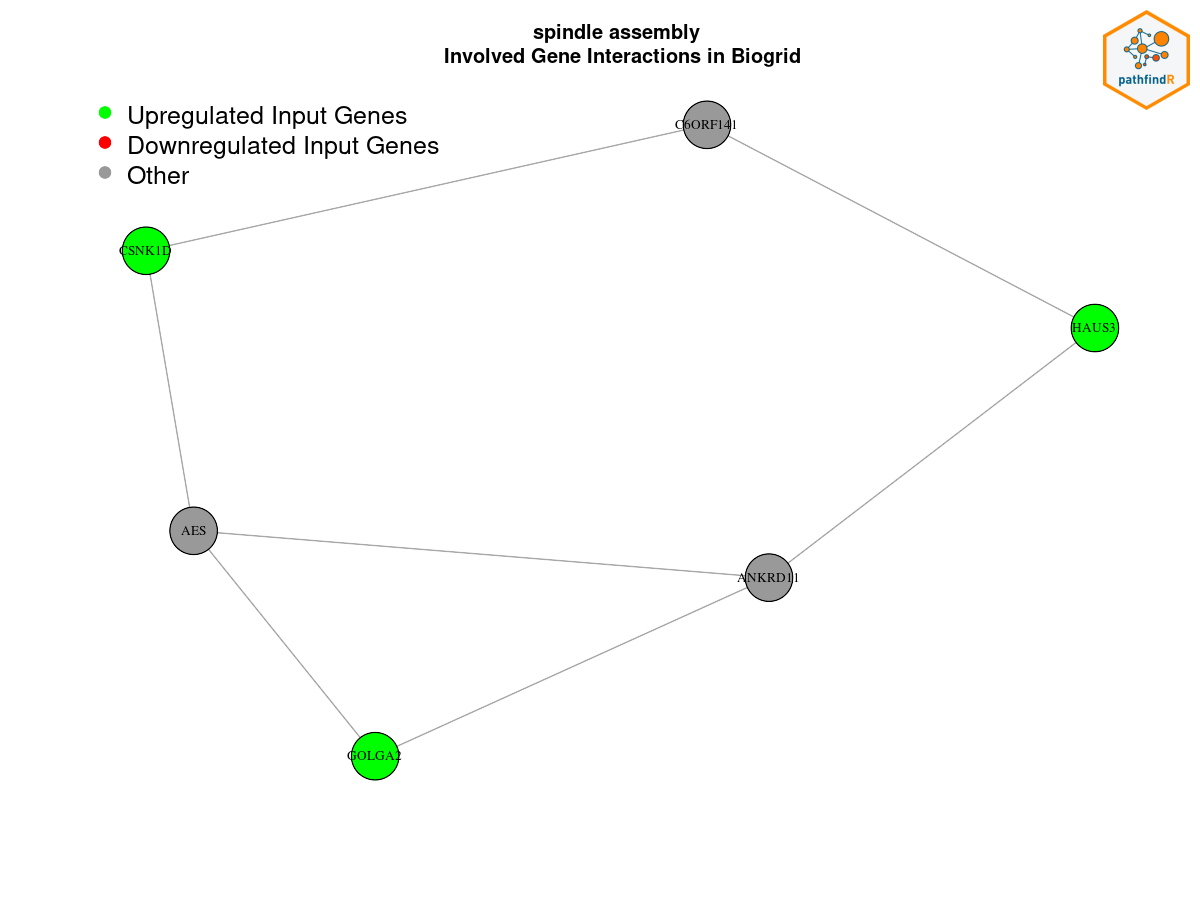 spindle assembly
Involved Gene Interactions in Biogrid
pathfindR
Upregulated Input Genes
Downregulated Input Genes
Other
C6ORF141
CSNK1D
HAUS3
AES
ANKRD11
GOLGA2